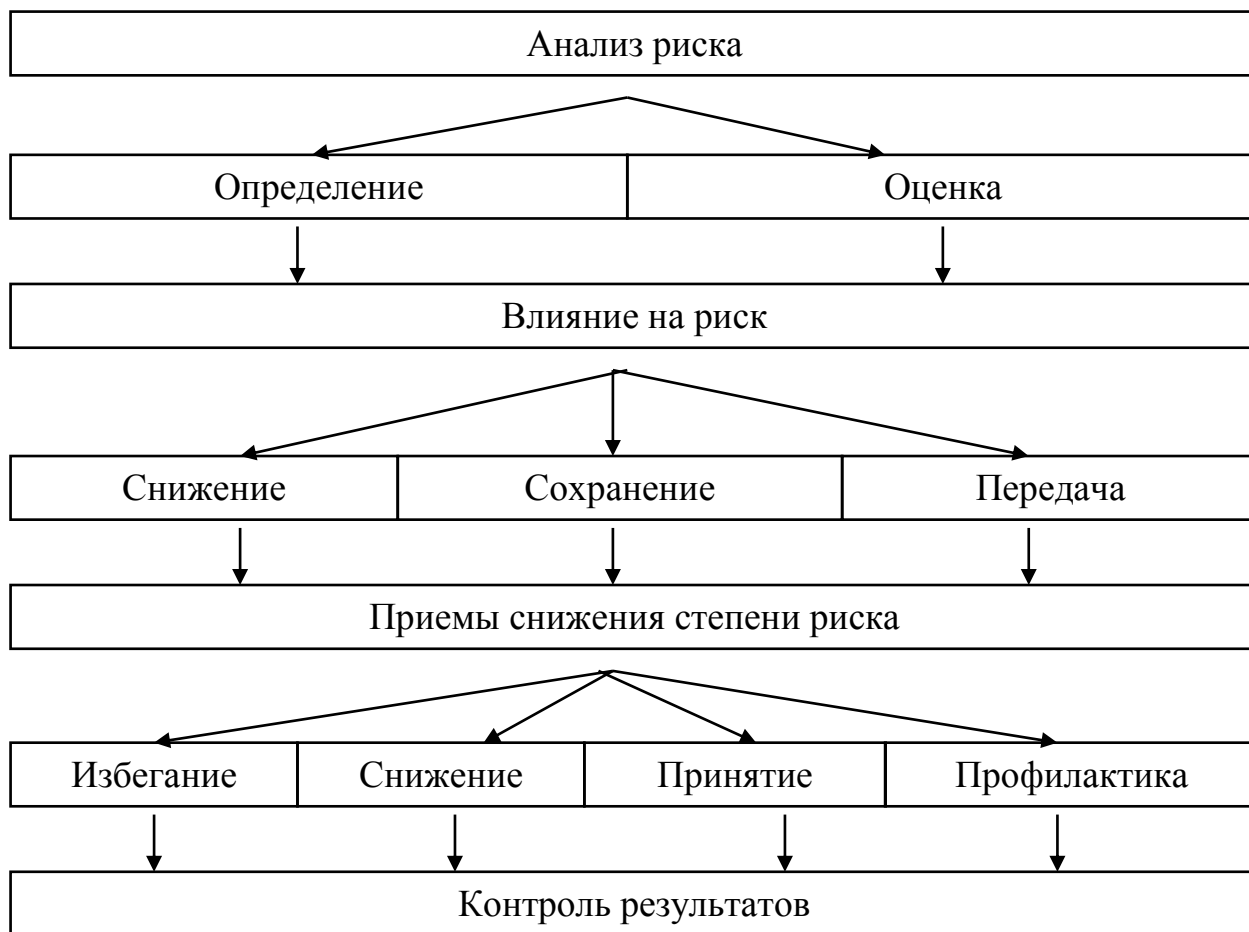 Анализ риска
Определение
Оценка
Влияние на риск
Снижение
Сохранение
Передача
Приемы снижения степени риска
Избегание
Снижение
Принятие
Профилактика
Контроль результатов